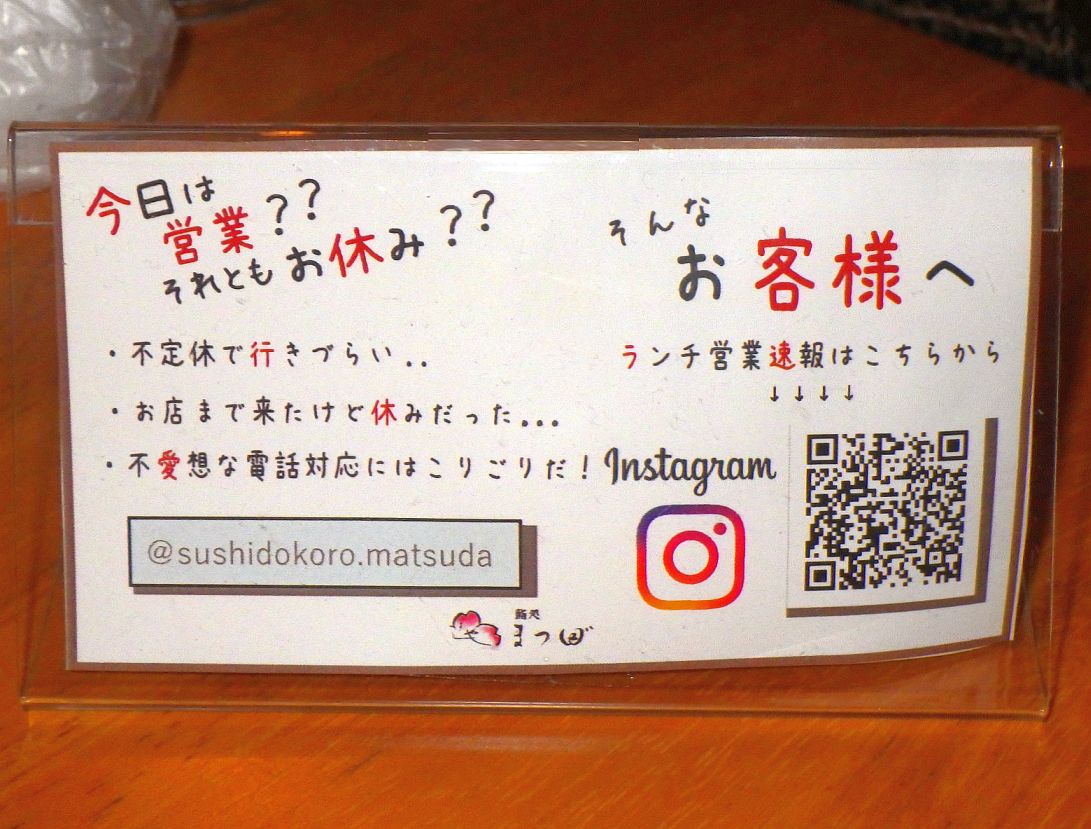 今日は
営業??
それともお休み??
・不定休で行きづらい..
・お店まで来たけど休みだった...
・不愛想な電話対応にはこりごりだ!
@sushidokoro.matsuda
鮨処
まつだ
そんな
お客様へ
ランチ営業速報はこちらから
↓↓↓↓
Instagram